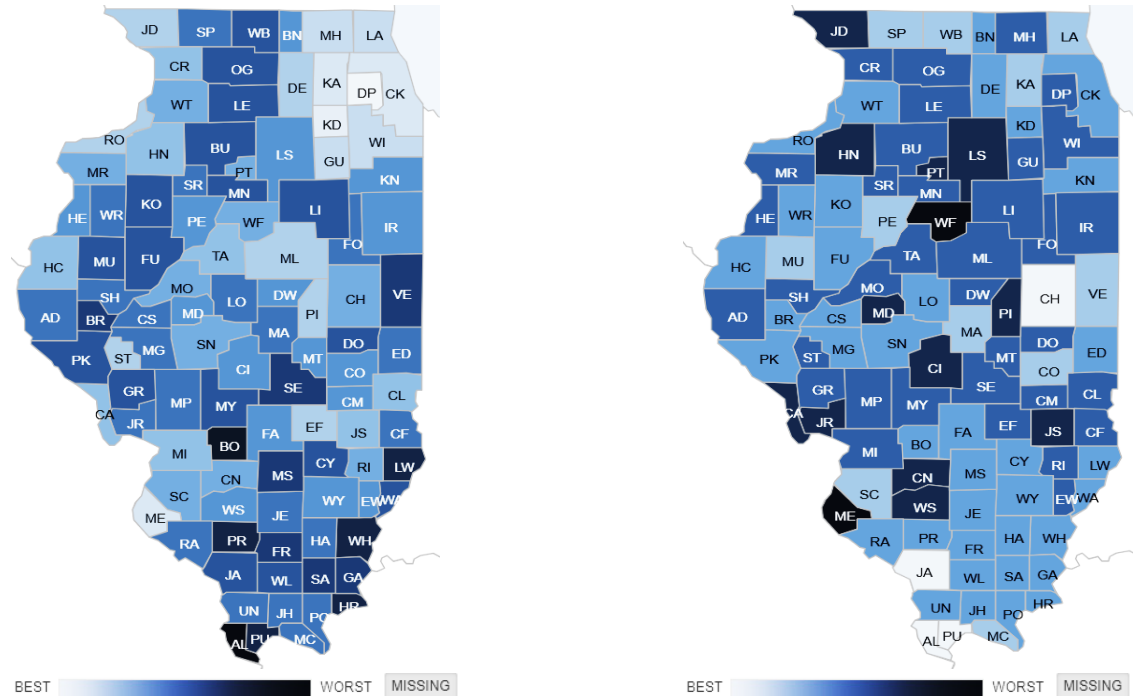 JD SP WB BN MH LA
CR OG DE KA DP CK
WT LE KD WI
RO HN BU LS GU
MR SR PT KN
MN
HE WR KO PE WF LI FO IR
HC MU FU TA ML
SH MO DW CH VE
AD BR CS MD LO PI
PK ST MG SN MA DO ED
CI MT CO
GR SE CM CL
CA JR MP MY
BO FA EF JS CF
MI
SC CN MS CY RI LW
ME WS WY EW WA
RA PR JE HA WH
FR
JA WL SA GA
UN JH PO HR
AL PU MC
BEST WORST MISSING
JD SP WB BN MH LA
CR OG DE KA DP CK
WT LE KD WI
RO HN BU LS GU
MR SR PT KN
MN
HE WR KO PE WF LI FO IR
HC MU FU TA ML
SH MO DW CH VE
AD BR CS MD LO PI
PK ST MG SN MA DO ED
CI MT CO
GR SE CM CL
CA JR MP MY
BO FA EF JS CF
MI
SC CN MS CY RI LW
ME WS WY EW WA
RA PR JE HA WH
FR
JA WL SA GA
UN JH PO HR
AL PU MC
BEST WORST MISSING